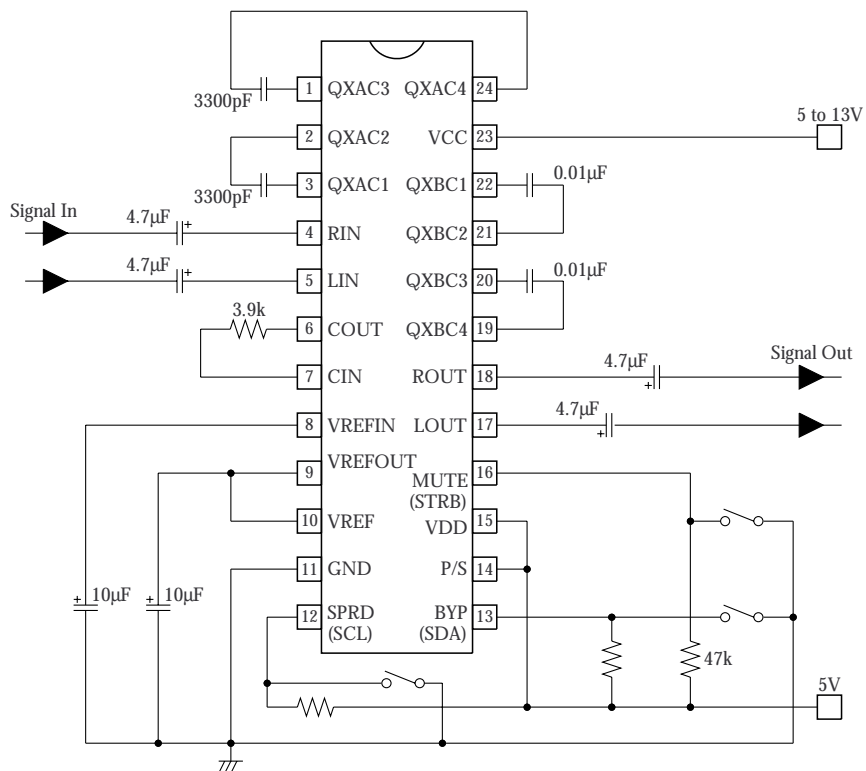 1 QXAC3 QXAC4 24
3300pF
5 to 13V
2 QXAC2 VCC 23
0.01µF
3 QXAC1 QXBC1 22
3300pF
Signal In
4.7µF
4 RIN QXBC2 21
4.7µF
0.01µF
5 LIN QXBC3 20
3.9k
6 COUT QXBC4 19
4.7µF
Signal Out
7 CIN ROUT 18
4.7µF
8 VREFIN LOUT 17
9 VREFOUT MUTE 16
(STRB)
10 VREF VDD 15
11 GND P/S 14
10µF
10µF
12 SPRD BYP 13
(SCL) (SDA)
47k
5V
+
+
+
+
+
+